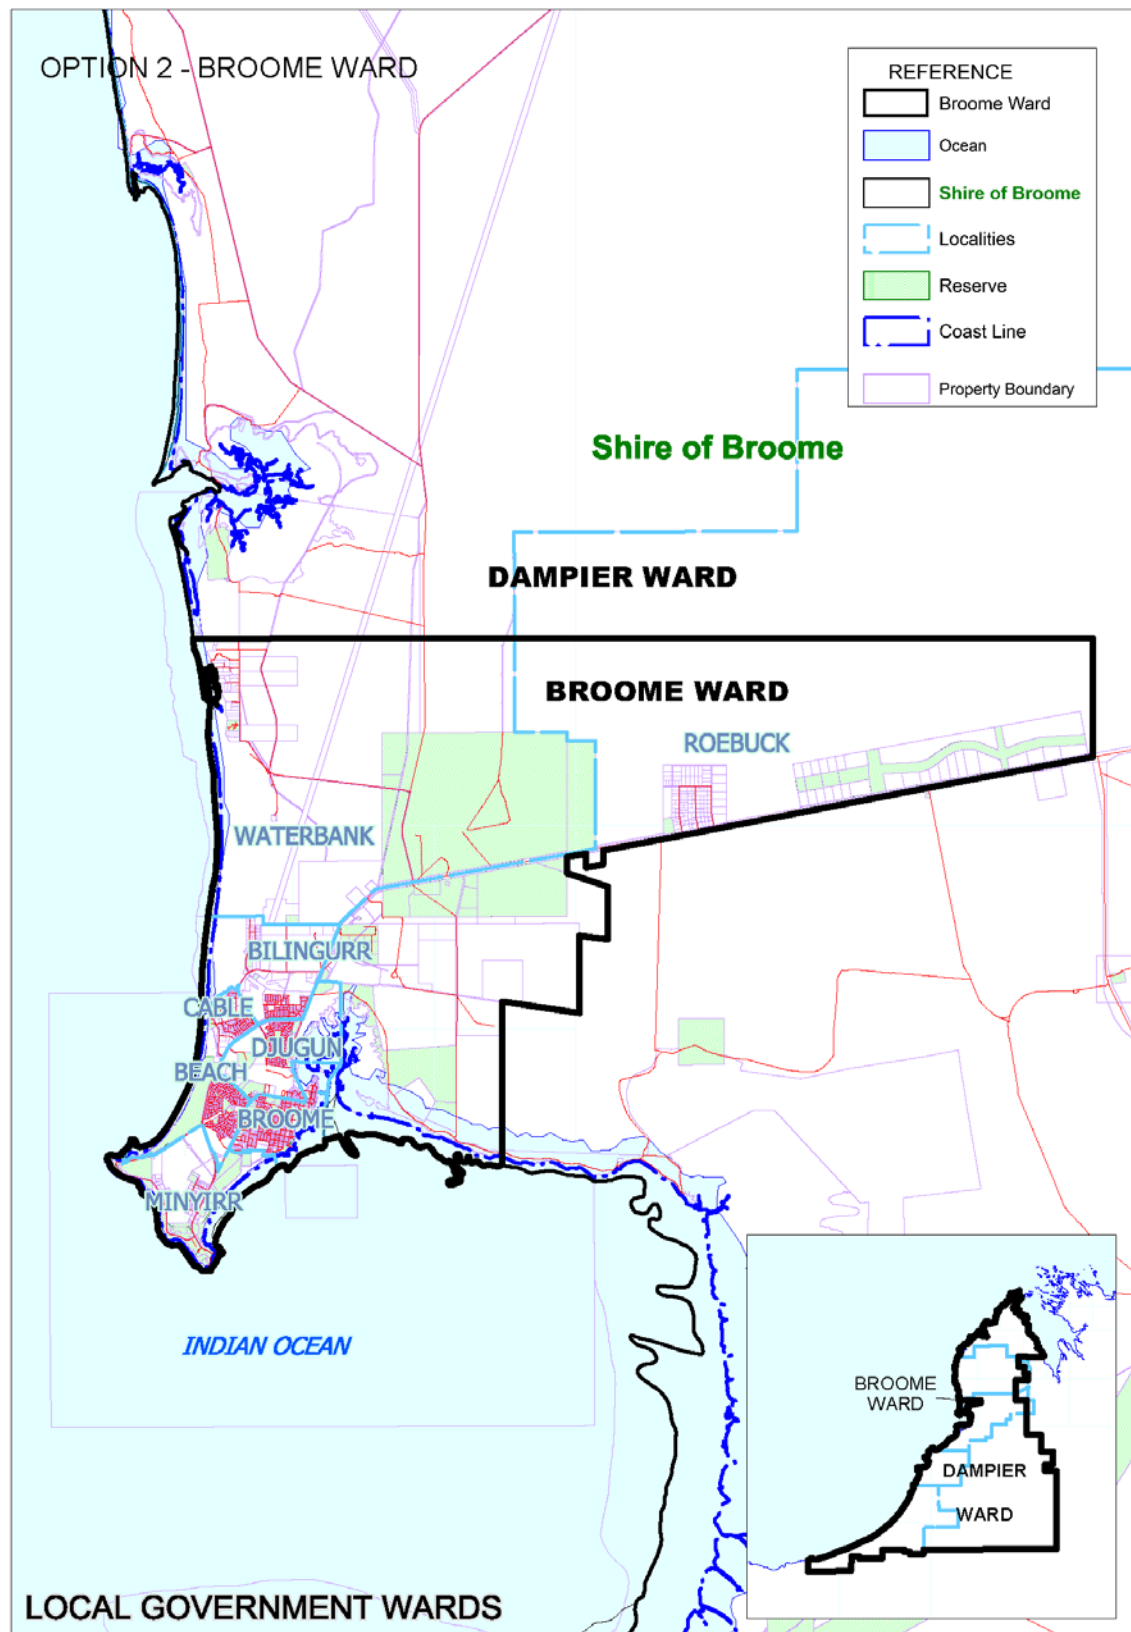 OPTION 2 - BROOME WARD
REFERENCE
Broome Ward
Ocean
Shire of Broome
Localities
Reserve
Coast Line
Property Boundary
Shire of Broome
DAMPIER WARD
BROOME WARD
ROEBUCK
WATERBANK
BILINGURR
CABLE
DJUGUN
BEACH
BROOME
MINYIRR
INDIAN OCEAN
BROOME
WARD
DAMPIER
WARD
LOCAL GOVERNMENT WARDS